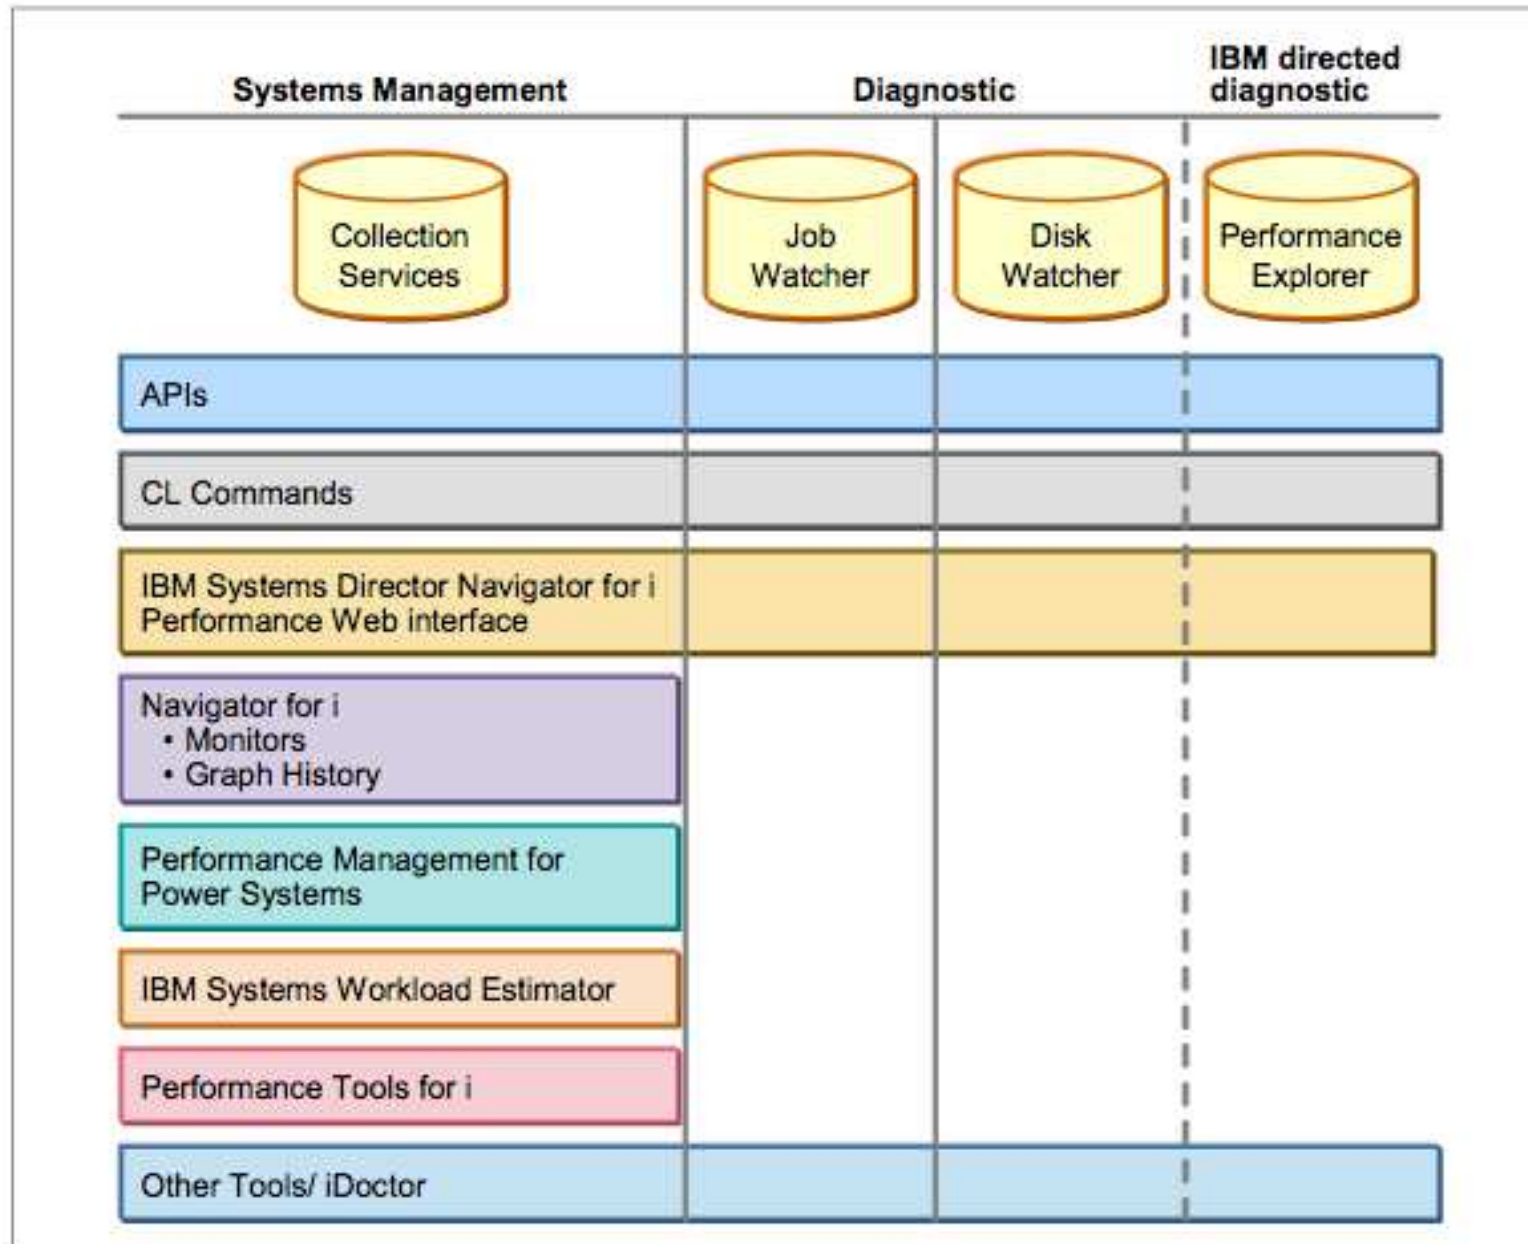 Systems Management
Diagnostic
IBM directed
diagnostic
Collection
Services
Job
Watcher
Disk
Watcher
Performance
Explorer
APIs
CL Commands
IBM Systems Director Navigator for i
Performance Web interface
Navigator for i
• Monitors
• Graph History
Performance Management for
Power Systems
IBM Systems Workload Estimator
Performance Tools for i
Other Tools/ iDoctor